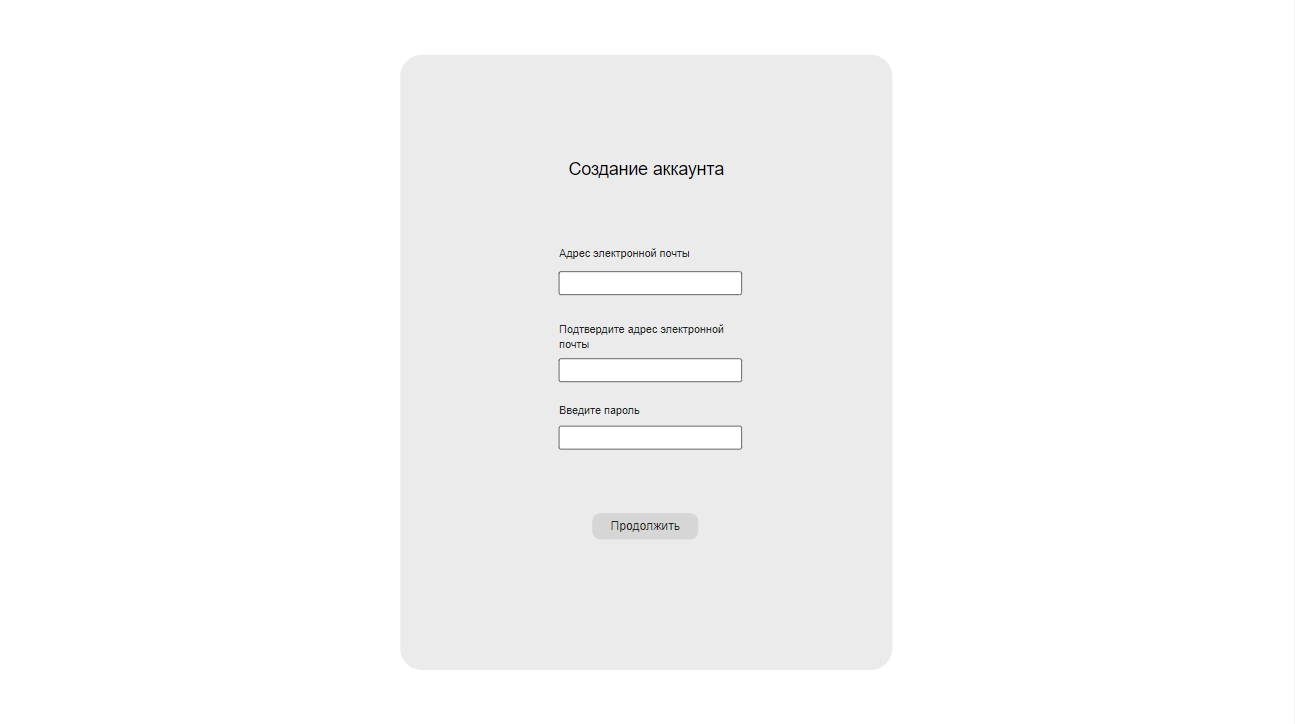 Создание аккаунта
Адрес электронной почты
Подтвердите адрес электронной
почты
Введите пароль
Продолжить